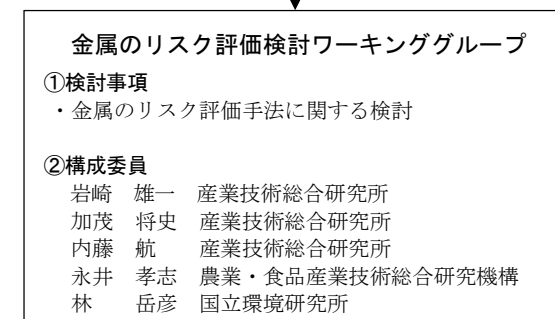 金属のリスク評価検討ワーキンググループ
①検討事項
・金属のリスク評価手法に関する検討
②構成委員
岩崎　雄一　産業技術総合研究所
加茂　将史　産業技術総合研究所
内藤　航　　産業技術総合研究所
永井　孝志　農業・食品産業技術総合研究機構
林　　岳彦　国立環境研究所